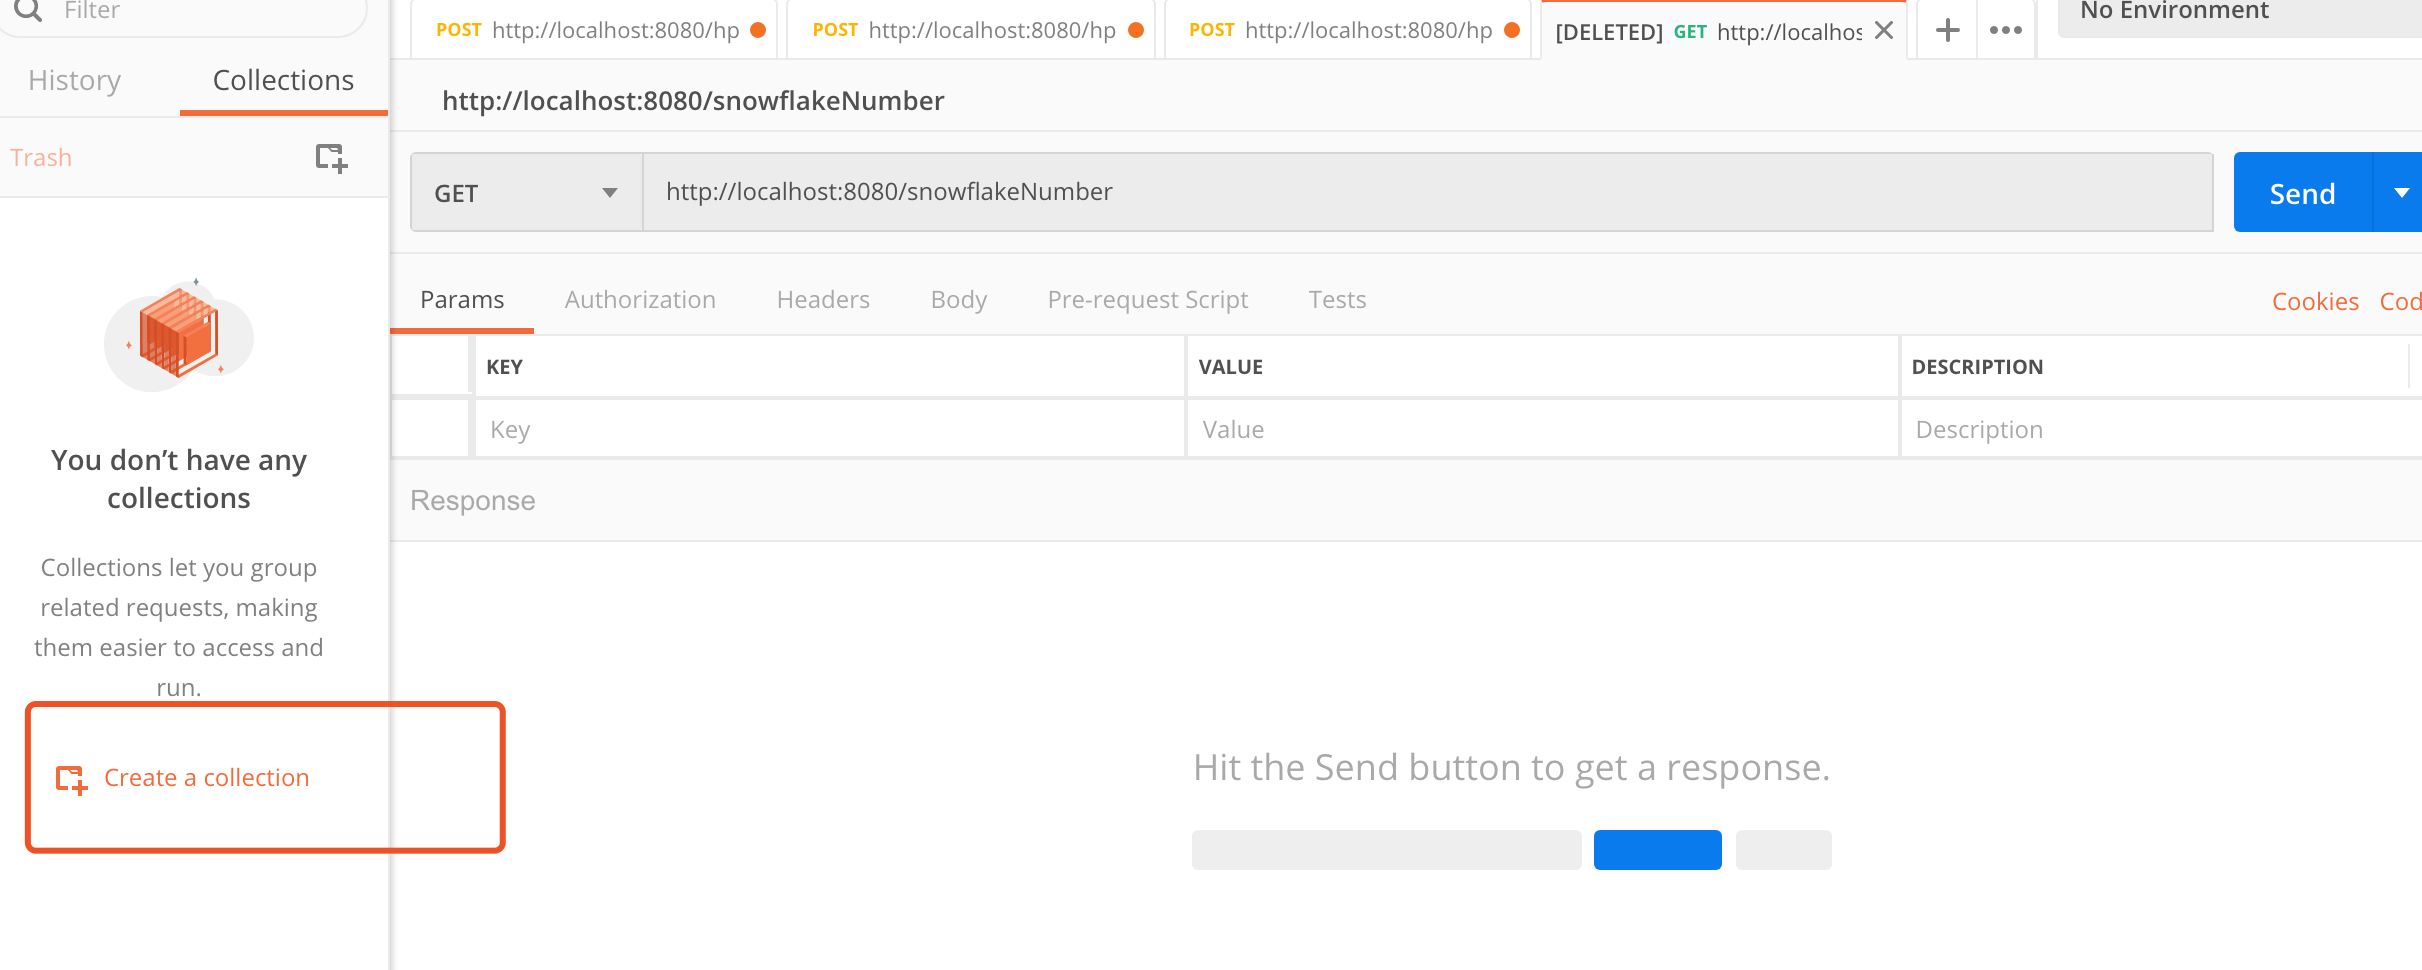 Filter
History Collections
Trash
You don't have any
collections
Collections let you group
related requests, making
them easier to access and
run.
Create a collection
POST http://localhost:8080/hp POST http://localhost:8080/hp POST http://localhost:8080/hp [DELETED] GET http://localhos No Environment
http://localhost:8080/snowflakeNumber
GET http://localhost:8080/snowflakeNumber Send
Params Authorization Headers Body Pre-request Script Tests Cookies Cod
KEY VALUE DESCRIPTION
Key Value Description
Response
Hit the Send button to get a response.